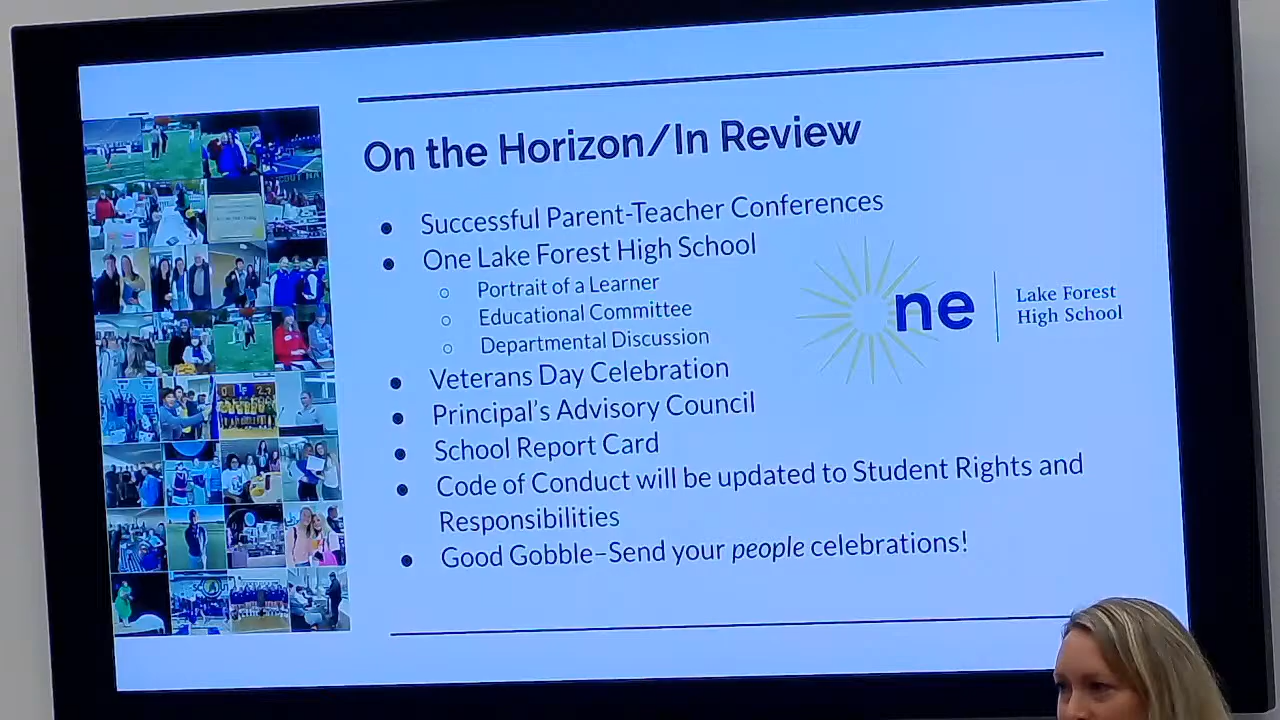 On the Horizon/In Review
● Successful Parent-Teacher Conferences
● One Lake Forest High School
○ Portrait of a Learner
○ Educational Committee
○ Departmental Discussion
● Veterans Day Celebration
● Principal's Advisory Council
● School Report Card
● Code of Conduct will be updated to Student Rights and
Responsibilities
● Good Gobble–Send your people celebrations!
ne
Lake Forest
High School